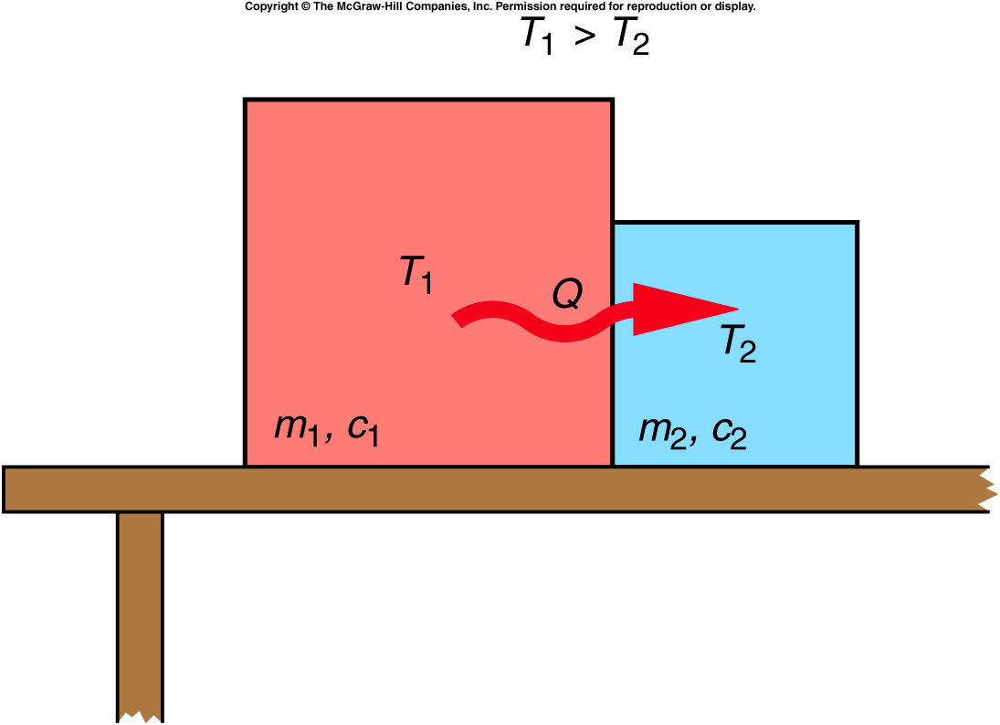 Copyright © The McGraw-Hill Companies, Inc. Permission required for reproduction or display.
T₁ > T₂
T₁
Q
T₂
m₁, c₁
m₂, c₂